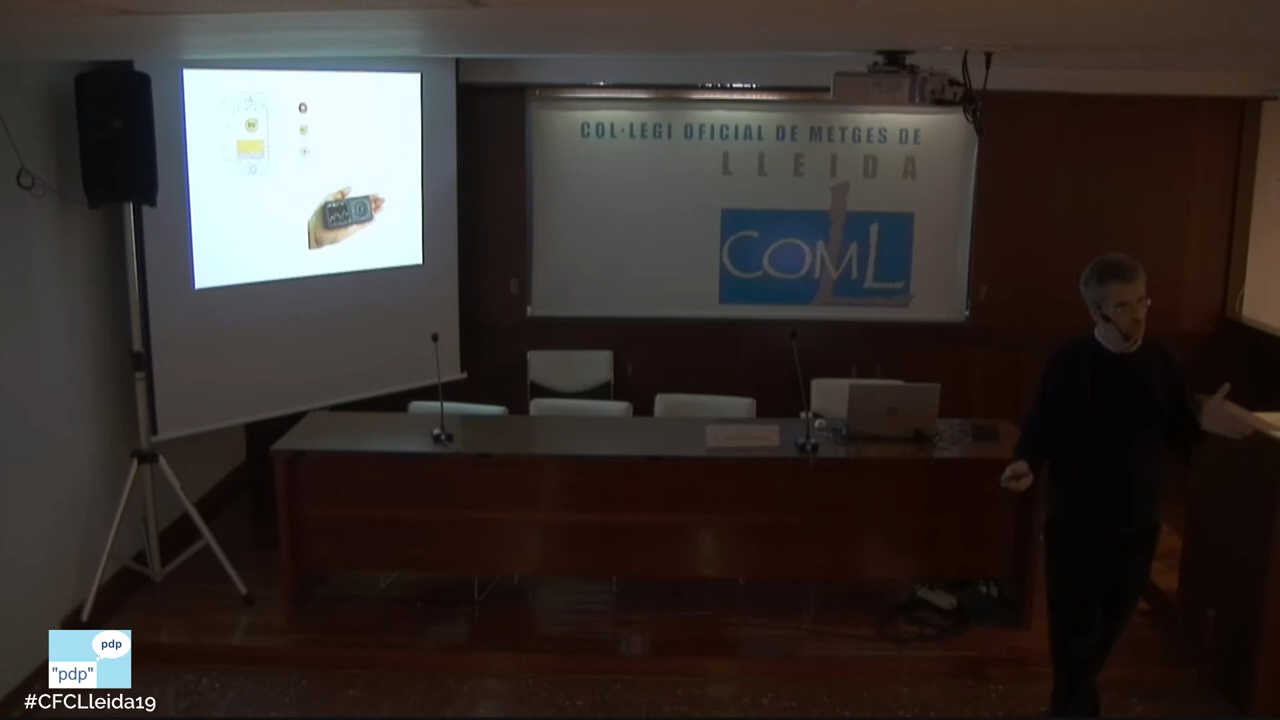 COL·LEGI OFICIAL DE METGES DE
LLEIDA
COML
pdp
"pdp"
#CFCLleida19